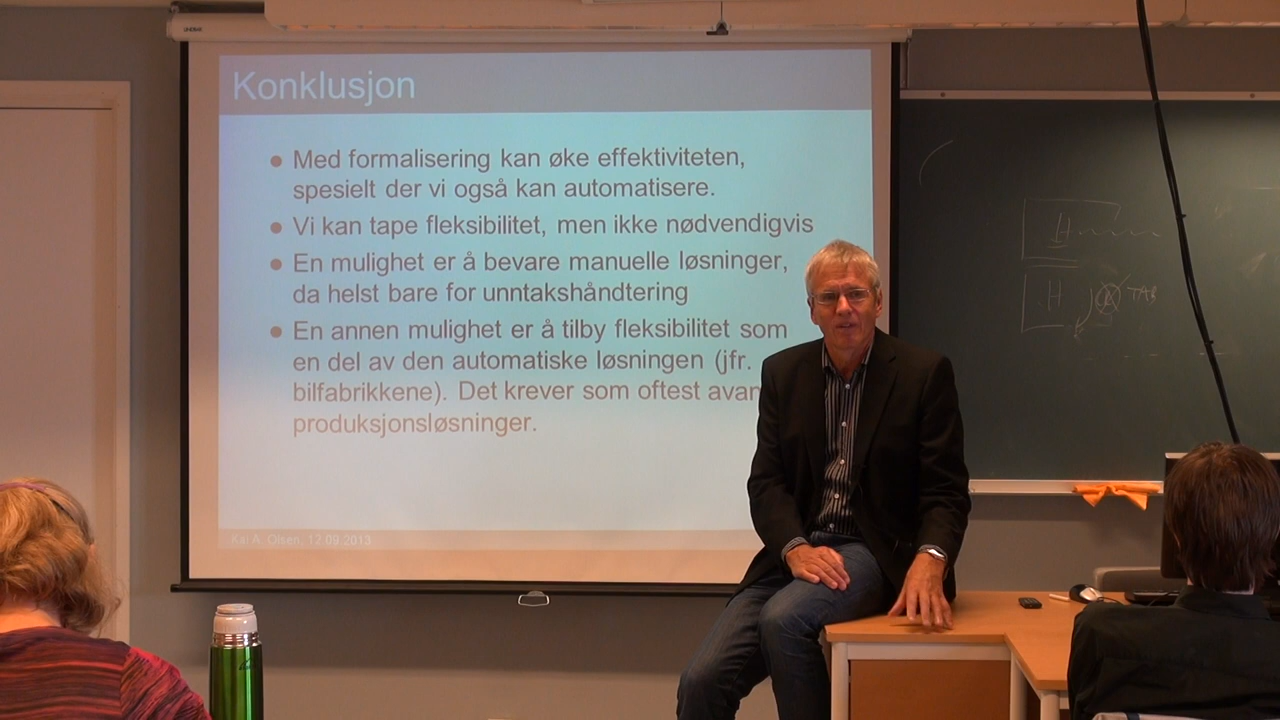 Konklusjon
Med formalisering kan øke effektiviteten,
spesielt der vi også kan automatisere.
Vi kan tape fleksibilitet, men ikke nødvendigvis
En mulighet er å bevare manuelle løsninger,
da helst bare for unntakshåndtering
En annen mulighet er å tilby fleksibilitet som
en del av den automatiske løsningen (jfr.
bilfabrikkene). Det krever som oftest avan
produksjonsløsninger.
Kai A. Olsen, 12.09.2013
H
H A TAB